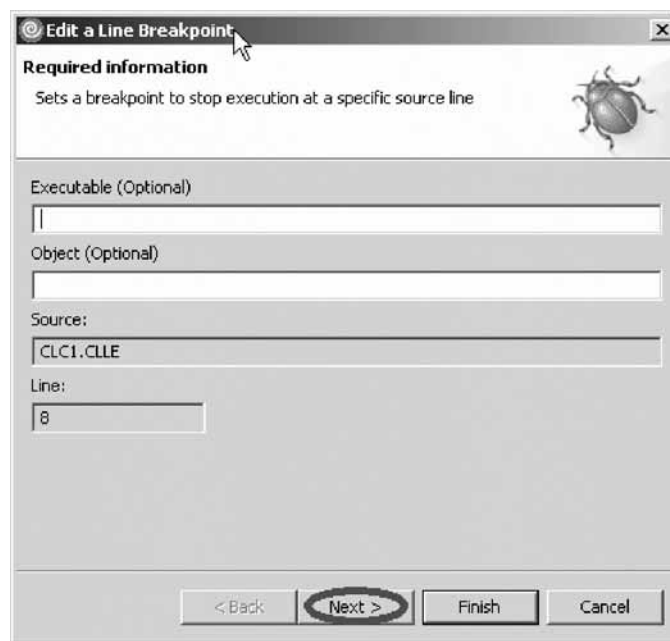 Edit a Line Breakpoint
Required information
Sets a breakpoint to stop execution at a specific source line
Executable (Optional)
Object (Optional)
Source:
CLC1.CLLE
Line:
8
< Back Next > Finish Cancel